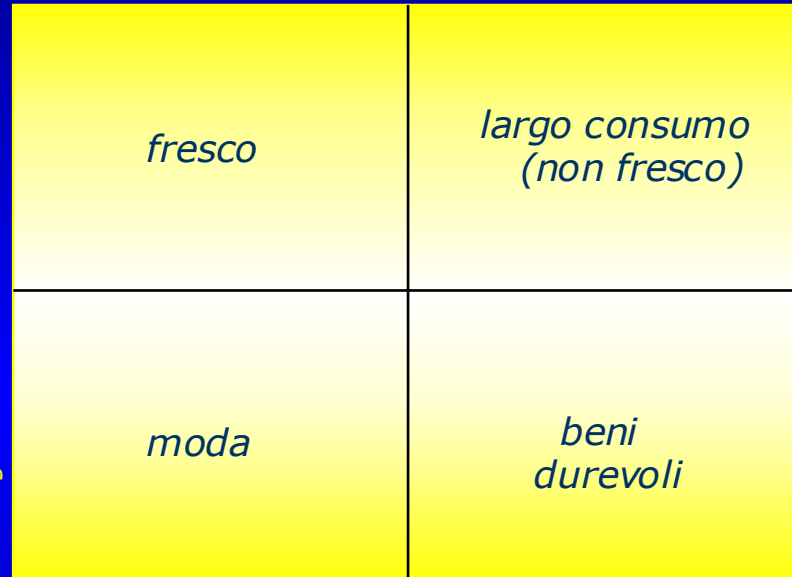 fresco
largo consumo
(non fresco)
moda
beni
durevoli